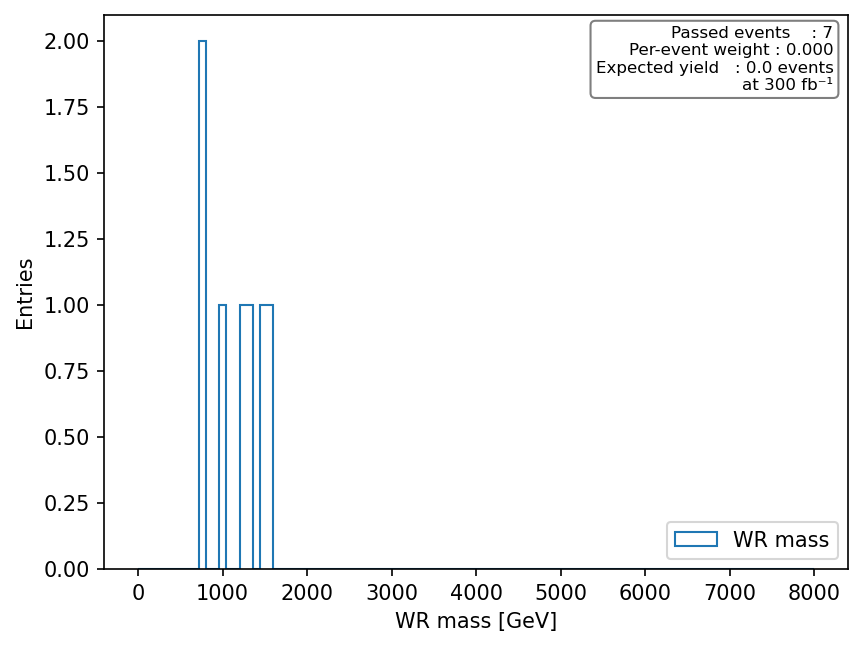 Passed events    : 7
Per-event weight : 0.000
Expected yield   : 0.0 events
at 300 fb⁻¹
2.00
1.75
1.50
1.25
1.00
0.75
0.50
0.25
0.00
Entries
WR mass
0 1000 2000 3000 4000 5000 6000 7000 8000
WR mass [GeV]